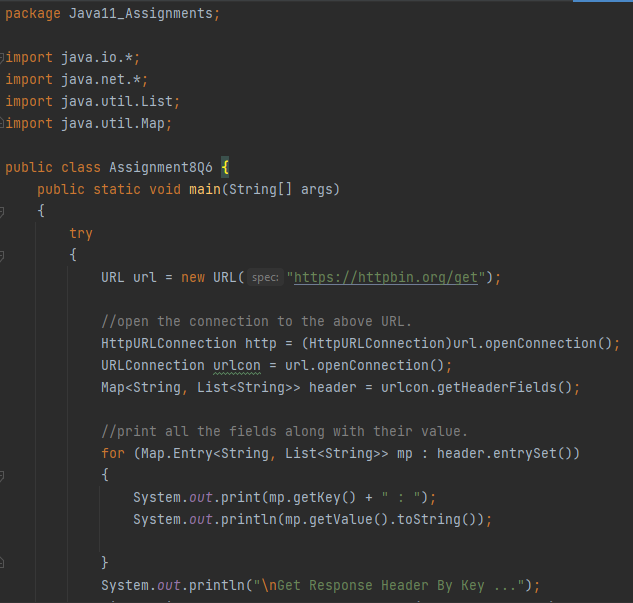 package Java11_Assignments;
import java.io.*;
import java.net.*;
import java.util.List;
import java.util.Map;
public class Assignment8Q6 {
public static void main(String[] args)
{
try
{
URL url = new URL( spec: "https://httpbin.org/get");
//open the connection to the above URL.
HttpURLConnection http = (HttpURLConnection)url.openConnection();
URLConnection urlcon = url.openConnection();
Map<String, List<String>> header = urlcon.getHeaderFields();
//print all the fields along with their value.
for (Map.Entry<String, List<String>> mp : header.entrySet())
{
System.out.print(mp.getKey() + " : ");
System.out.println(mp.getValue().toString());
}
System.out.println("\nGet Response Header By Key ...");